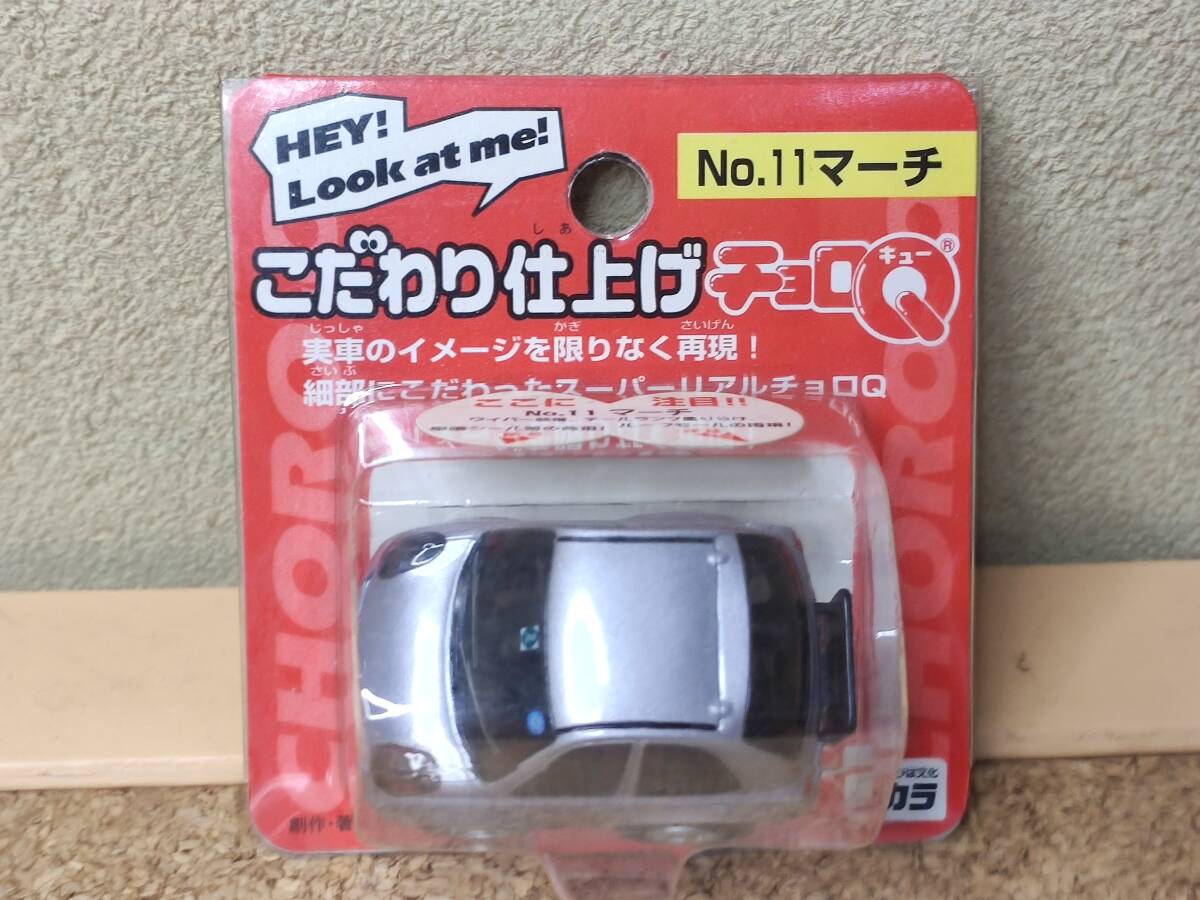 HEY!
Look at me!
No.11マーチ
しあ
こだわり仕上げ チョロQ キュー ®
じっしゃ かぎ さいげん
実車のイメージを限りなく再現!
さいぶ
細部にこだわったスーパーリアルチョロQ
ここに 注目!!
No.11 マーチ
CHORO
CHORO
創作・著
カラ